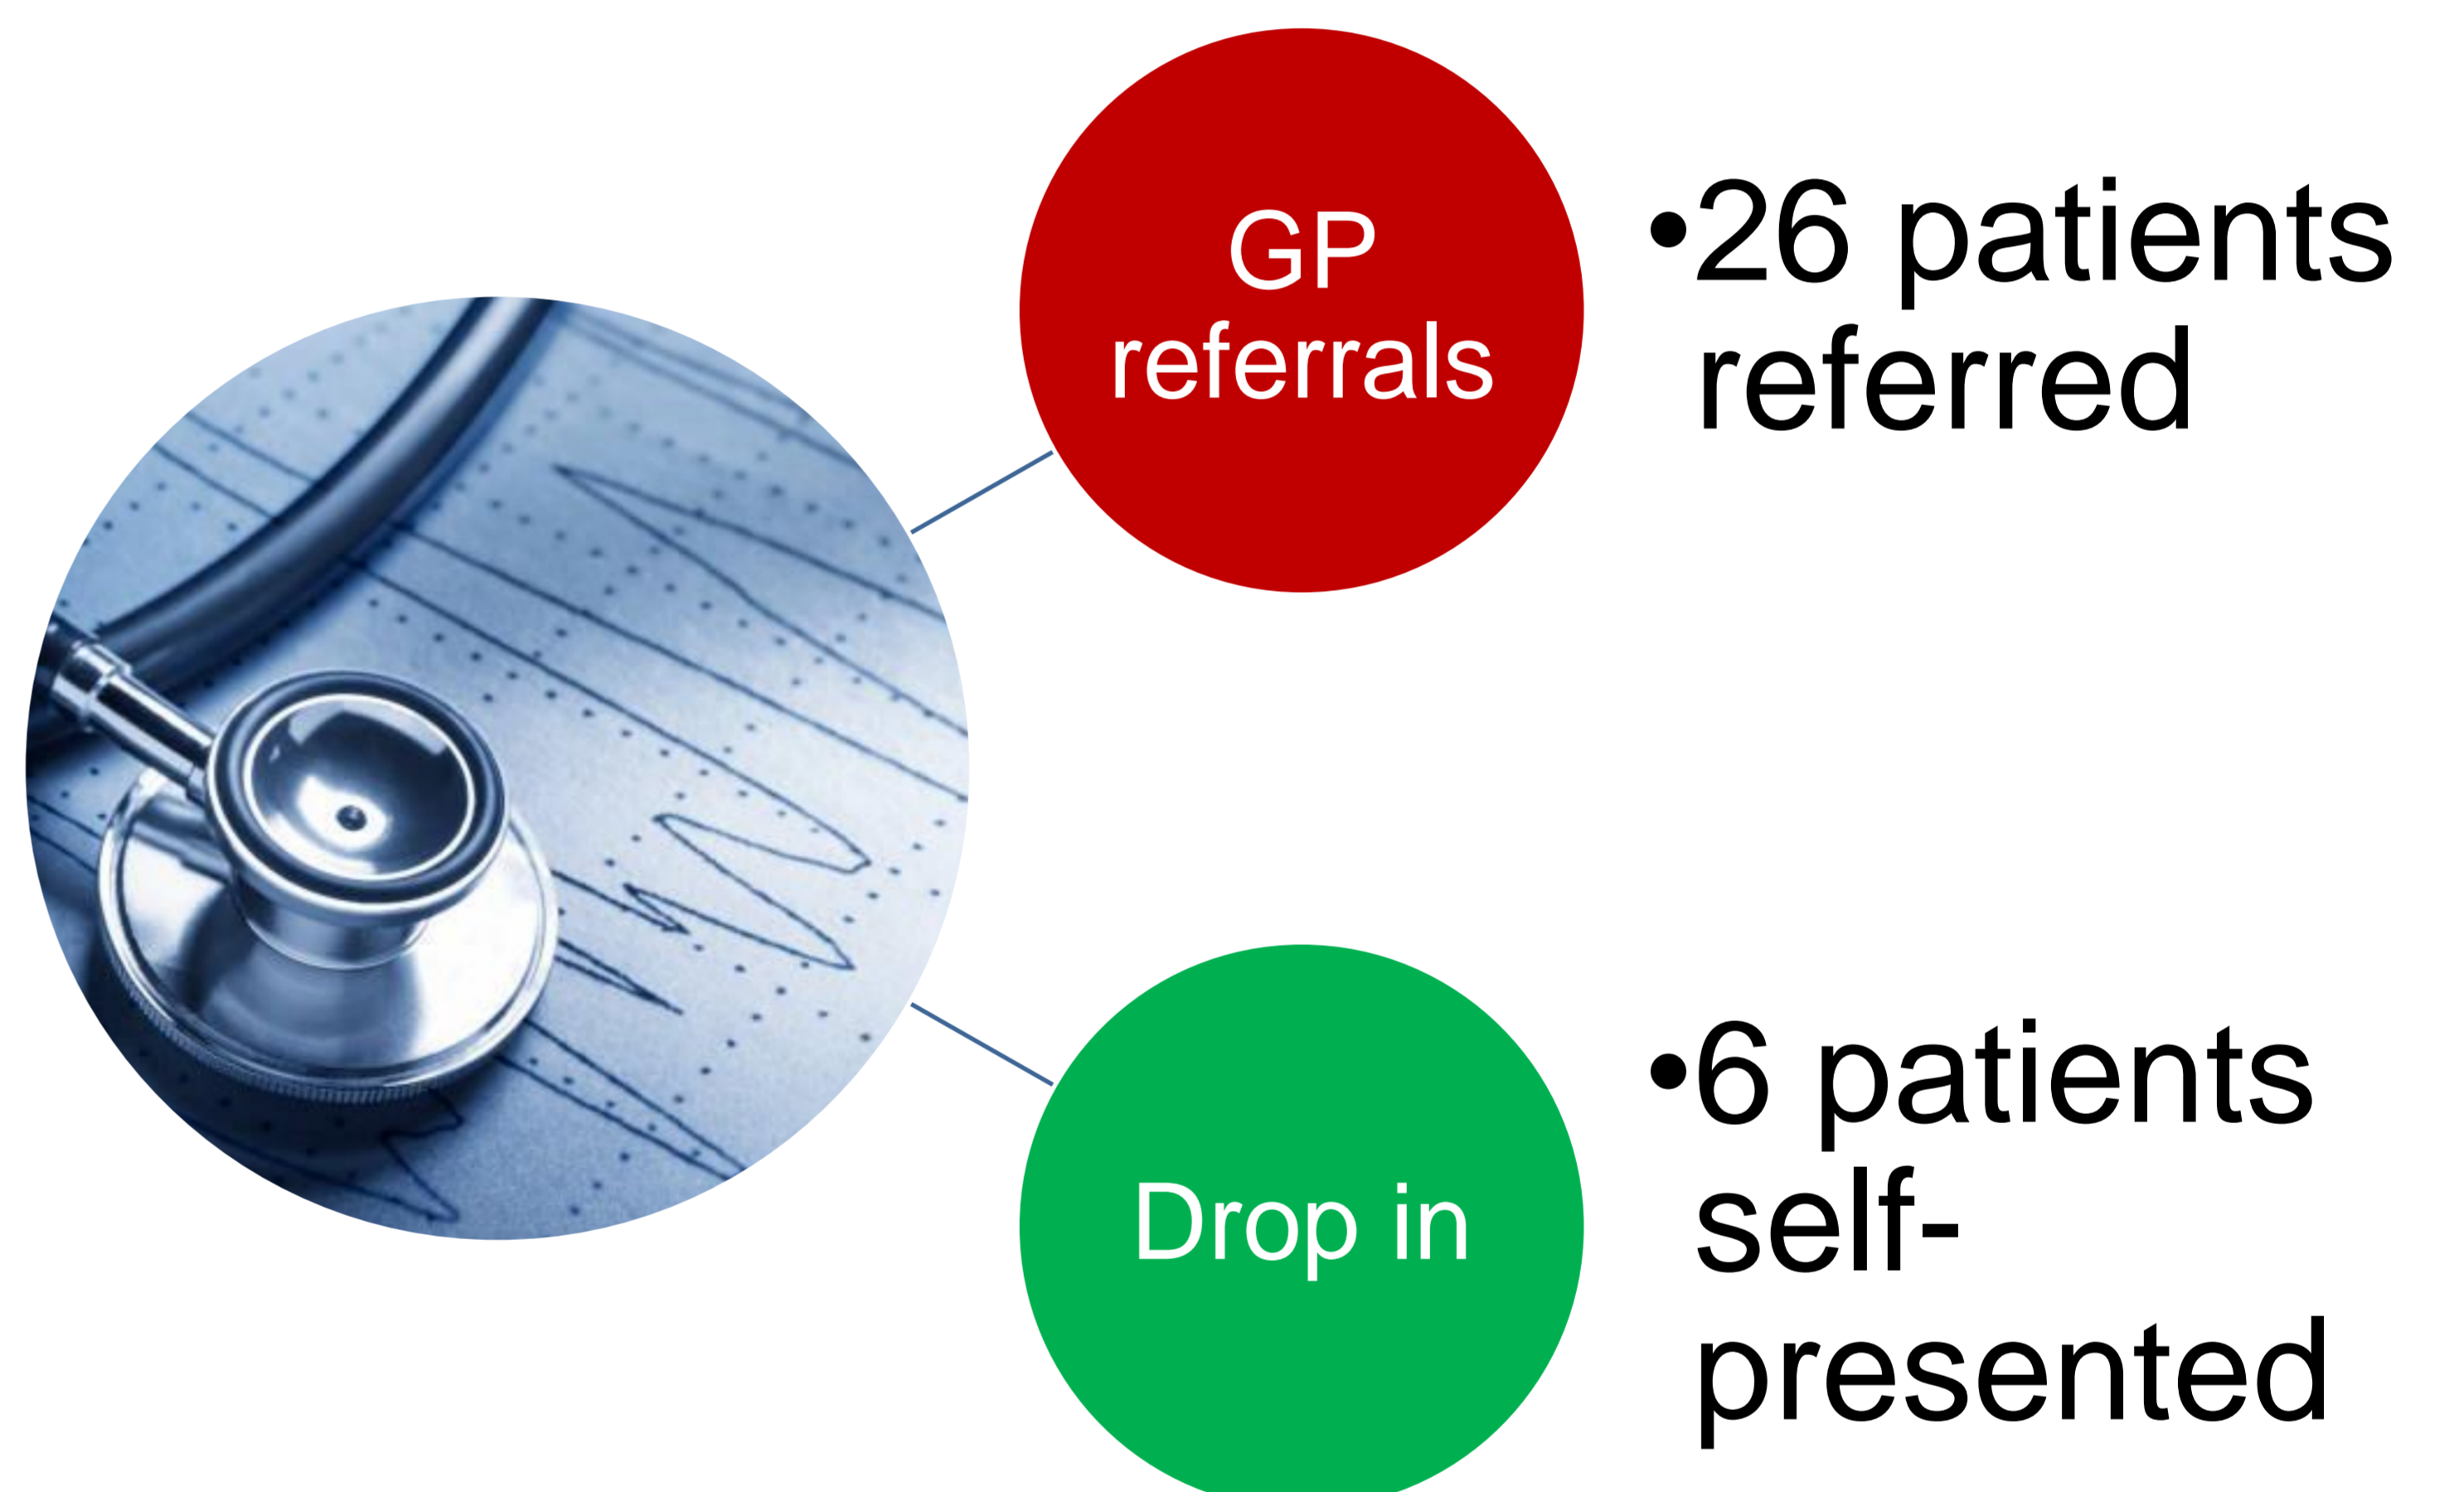 GP
referrals
•26 patients
referred
Drop in
•6 patients
self-
presented